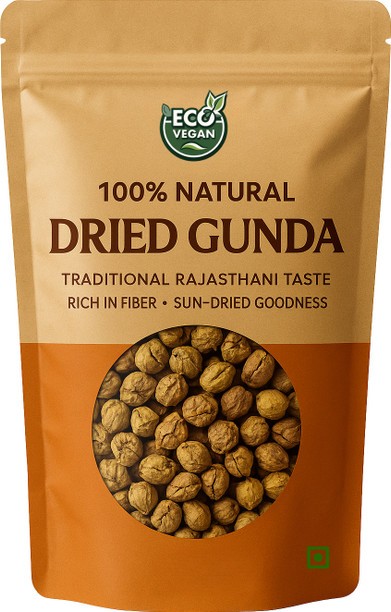 ECO
VEGAN
100% NATURAL
DRIED GUNDA
TRADITIONAL RAJASTHANI TASTE
RICH IN FIBER • SUN-DRIED GOODNESS